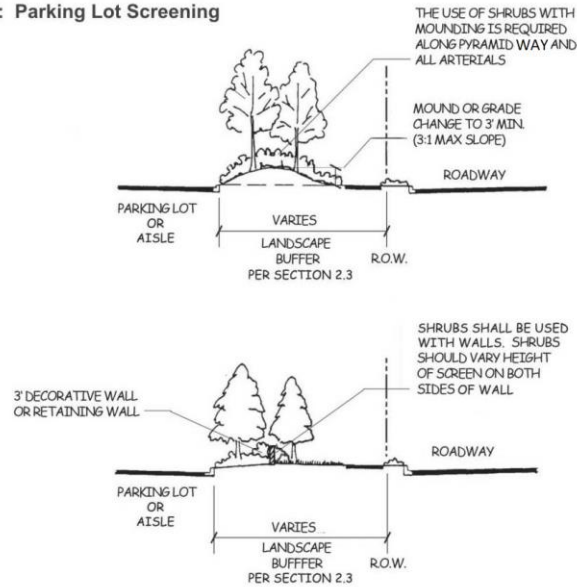 : Parking Lot Screening
THE USE OF SHRUBS WITH
MOUNDING IS REQUIRED
ALONG PYRAMID WAY AND
ALL ARTERIALS
MOUND OR GRADE
CHANGE TO 3' MIN.
(3:1 MAX SLOPE)
ROADWAY
PARKING LOT
OR
AISLE
VARIES
LANDSCAPE
BUFFER
PER SECTION 2.3
R.O.W.
SHRUBS SHALL BE USED
WITH WALLS. SHRUBS
SHOULD VARY HEIGHT
OF SCREEN ON BOTH
SIDES OF WALL
3' DECORATIVE WALL
OR RETAINING WALL
ROADWAY
PARKING LOT
OR
AISLE
VARIES
LANDSCAPE
BUFFFER
PER SECTION 2.3
R.O.W.